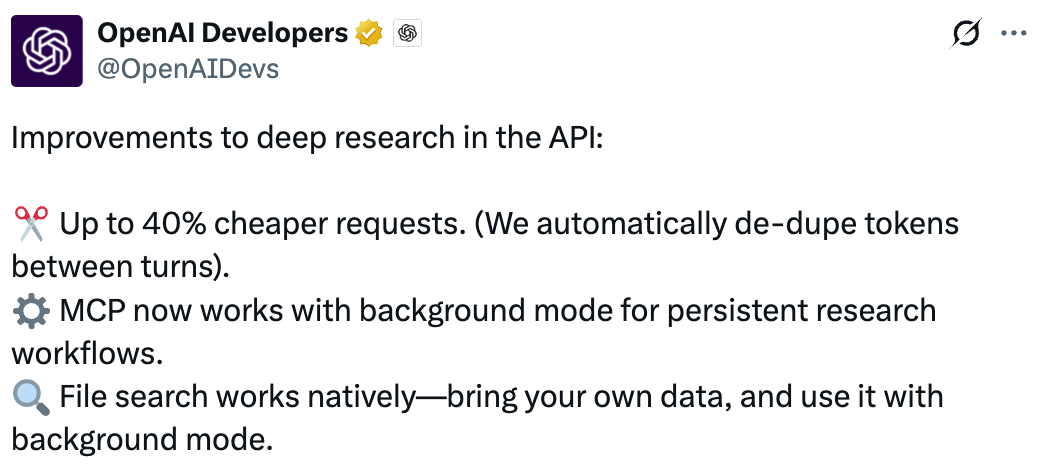 OpenAI Developers
@OpenAIDevs
Improvements to deep research in the API:
✂️ Up to 40% cheaper requests. (We automatically de-dupe tokens
between turns).
⚙️ MCP now works with background mode for persistent research
workflows.
🔍 File search works natively—bring your own data, and use it with
background mode.